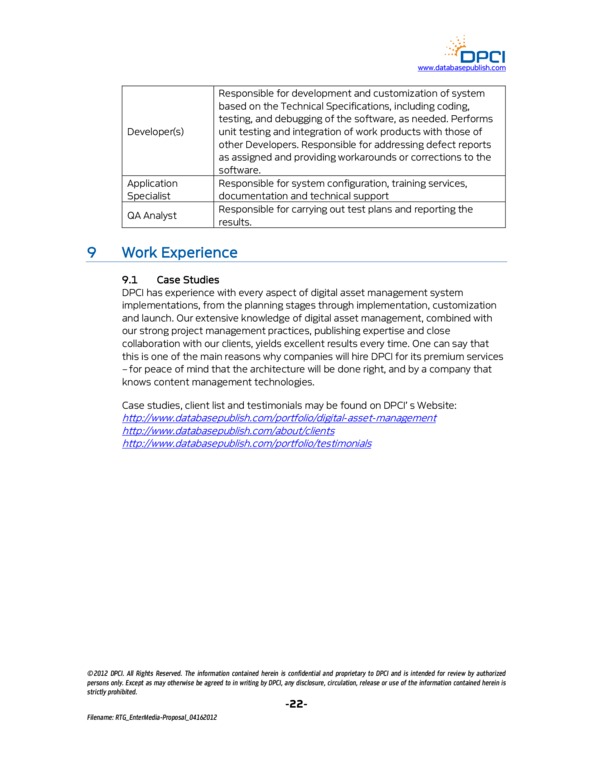 DPCI
www.databasepublish.com
Developer(s)
Responsible for development and customization of system
based on the Technical Specifications, including coding,
testing, and debugging of the software, as needed. Performs
unit testing and integration of work products with those of
other Developers. Responsible for addressing defect reports
as assigned and providing workarounds or corrections to the
software.
Application
Specialist
Responsible for system configuration, training services,
documentation and technical support
QA Analyst
Responsible for carrying out test plans and reporting the
results.
9 Work Experience
9.1 Case Studies
DPCI has experience with every aspect of digital asset management system
implementations, from the planning stages through implementation, customization
and launch. Our extensive knowledge of digital asset management, combined with
our strong project management practices, publishing expertise and close
collaboration with our clients, yields excellent results every time. One can say that
this is one of the main reasons why companies will hire DPCI for its premium services
– for peace of mind that the architecture will be done right, and by a company that
knows content management technologies.
Case studies, client list and testimonials may be found on DPCI' s Website:
http://www.databasepublish.com/portfolio/digital-asset-management
http://www.databasepublish.com/about/clients
http://www.databasepublish.com/portfolio/testimonials
©2012 DPCI. All Rights Reserved. The information contained herein is confidential and proprietary to DPCI and is intended for review by authorized
persons only. Except as may otherwise be agreed to in writing by DPCI, any disclosure, circulation, release or use of the information contained herein is
strictly prohibited.
-22-
Filename: RTG_EnterMedia-Proposal_04162012